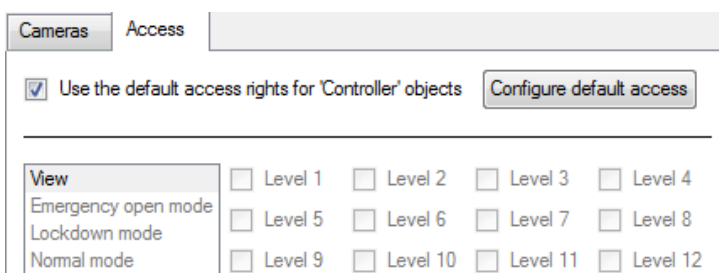 Cameras Access
Use the default access rights for 'Controller' objects Configure default access
View Level 1 Level 2 Level 3 Level 4
Emergency open mode
Level 5 Level 6 Level 7 Level 8
Lockdown mode
Normal mode Level 9 Level 10 Level 11 Level 12